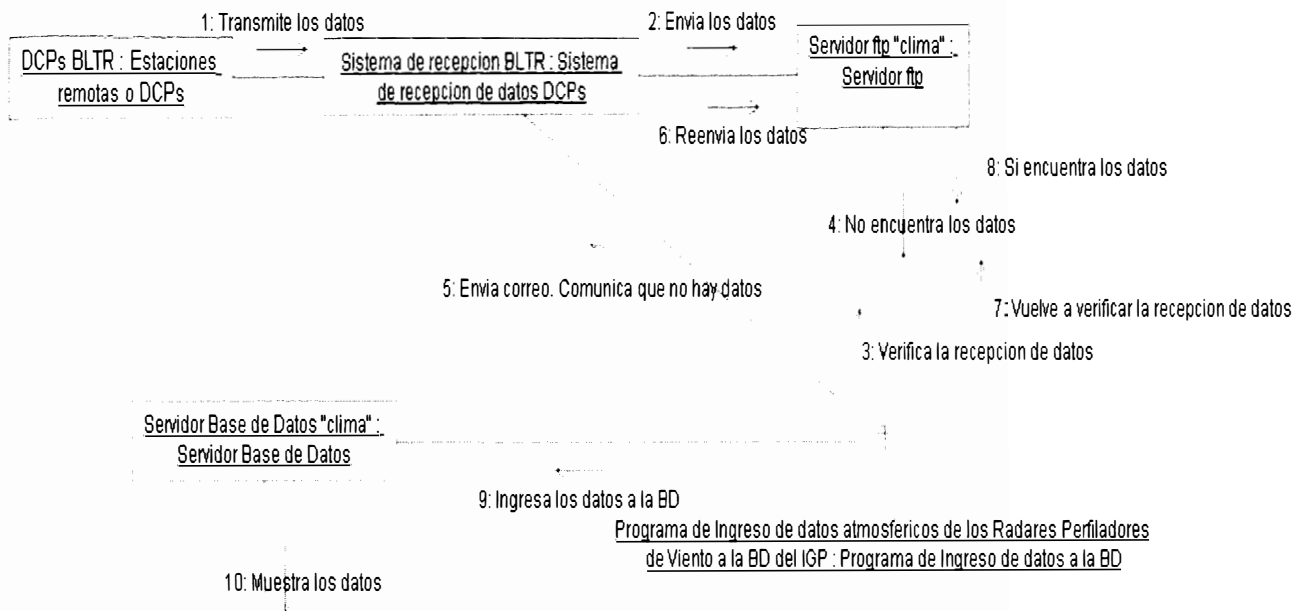 1: Transmite los datos
2: Envia los datos
DCPs BLTR : Estaciones
remotas o DCPs
Sistema de recepcion BLTR : Sistema
de recepcion de datos DCPs
Servidor ftp "clima" :
Servidor ftp
6: Reenvia los datos
8: Si encuentra los datos
4: No encuentra los datos
5: Envia correo. Comunica que no hay datos
7: Vuelve a verificar la recepcion de datos
3: Verifica la recepcion de datos
Servidor Base de Datos "clima" :
Servidor Base de Datos
9: Ingresa los datos a la BD
Programa de Ingreso de datos atmosfericos de los Radares Perfiladores
de Viento a la BD del IGP : Programa de Ingreso de datos a la BD
10: Muestra los datos